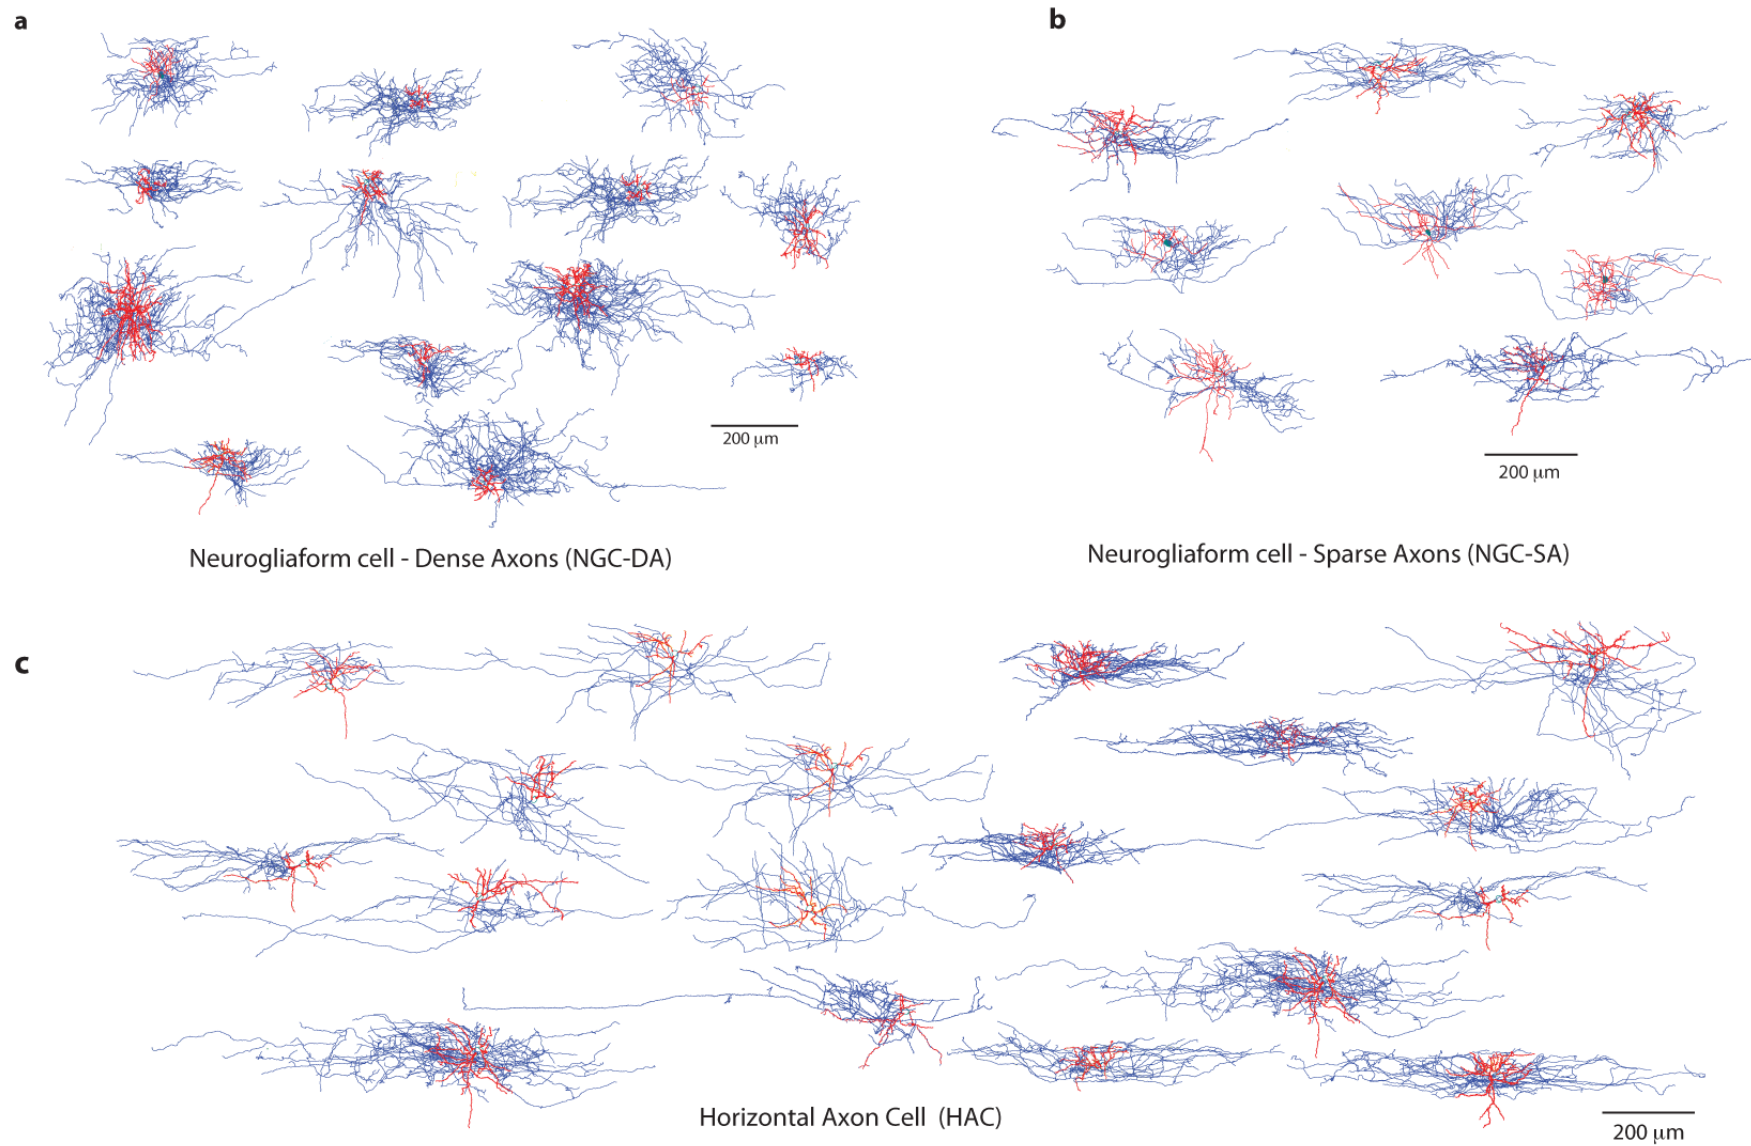 a
b
200 μm
200 μm
Neurogliaform cell - Dense Axons (NGC-DA)
Neurogliaform cell - Sparse Axons (NGC-SA)
c
Horizontal Axon Cell (HAC)
200 μm